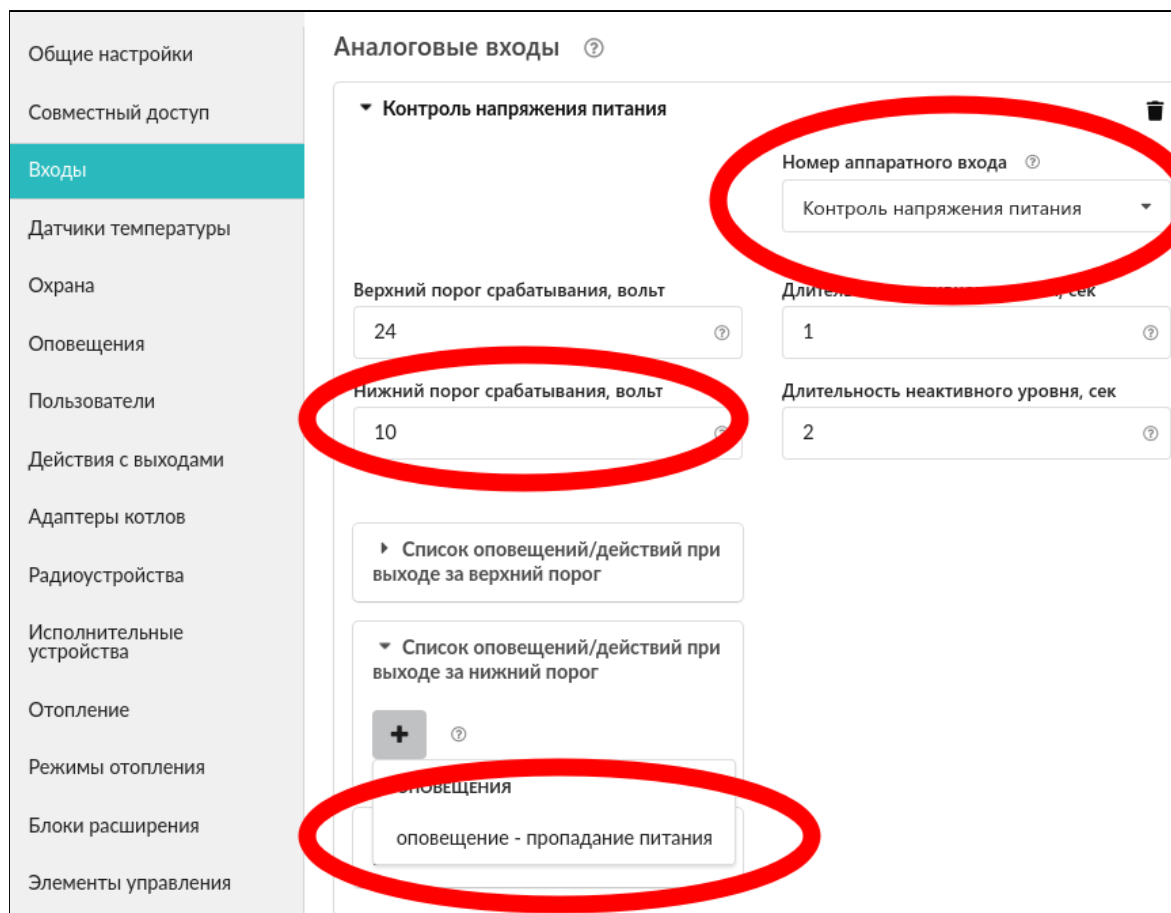 Общие настройки
Совместный доступ
Входы
Датчики температуры
Охрана
Оповещения
Пользователи
Действия с выходами
Адаптеры котлов
Радиоустройства
Исполнительные
устройства
Отопление
Режимы отопления
Блоки расширения
Элементы управления
Аналоговые входы ?
Контроль напряжения питания
Номер аппаратного входа ?
Контроль напряжения питания
Верхний порог срабатывания, вольт
24 ?
сек
1 ?
Нижний порог срабатывания, вольт
10 ?
Длительность неактивного уровня, сек
2 ?
Список оповещений/действий при
выходе за верхний порог
Список оповещений/действий при
выходе за нижний порог
+ ?
ОПОВЕЩЕНИЯ
оповещение - пропадание питания